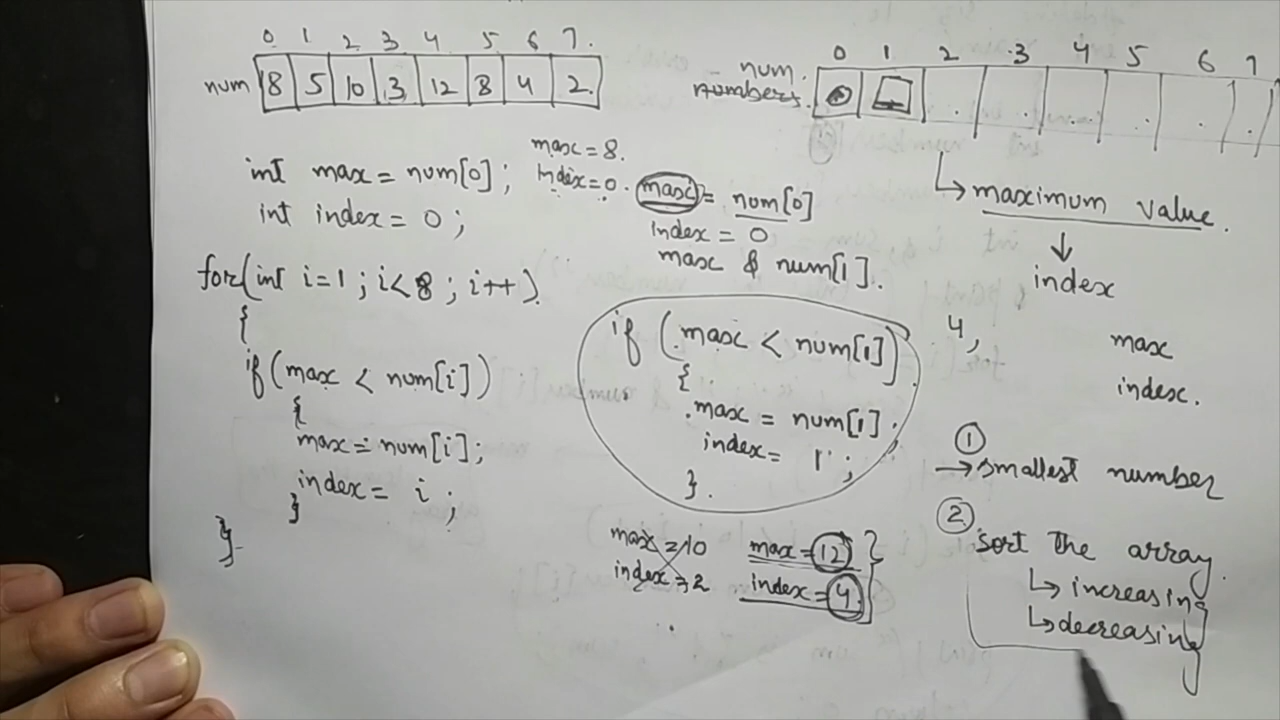 0 1 2 3 4 5 6 7.
num 8 5 10 3 12 8 4 2.
int max = num[0];
int index = 0;
max = 8.
index = 0.
for(int i=1; i<8; i++)
{
if(max < num[i])
{
max = num[i];
index = i;
}
}
max = num[0]
index = 0
max & num[1].
if (max < num[1])
{
max = num[1].
index = 1;
}.
max = 10
index = 2
max = 12 }
index = 4
0 1 2 3 4 5 6 7
num.
numbers.
↳ maximum value.
↓
index
4,
max
index.
①
→ smallest number
②
sort the array.
↳ increasing
↳ decreasing